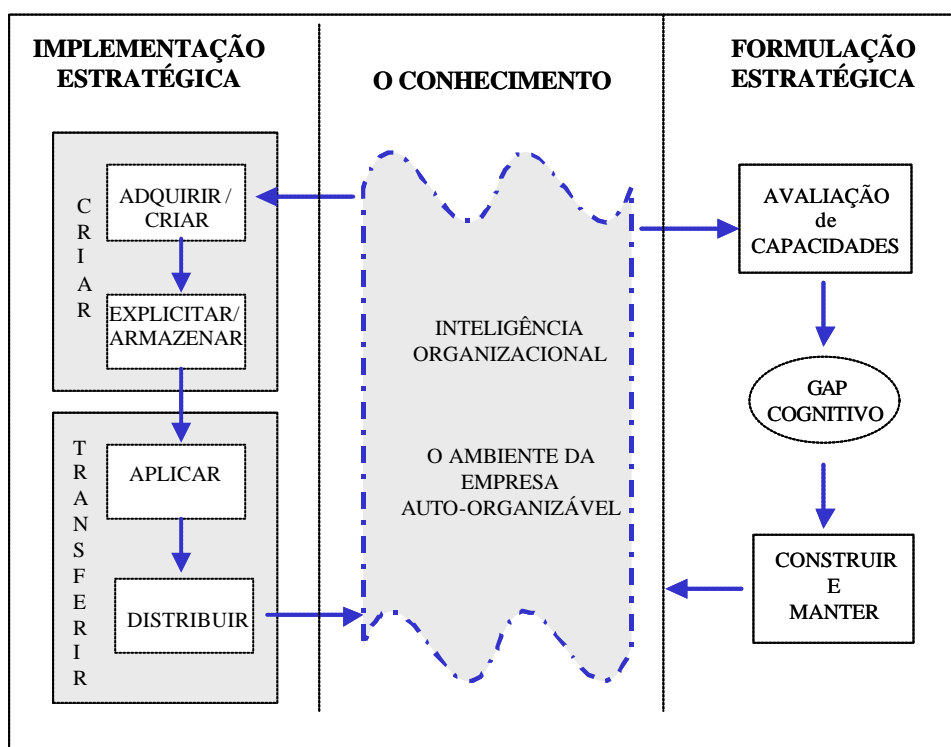 IMPLEMENTAÇÃO
ESTRATÉGICA
C
R
I
A
R
ADQUIRIR /
CRIAR
EXPLICITAR/
ARMAZENAR
T
R
A
N
S
F
E
R
I
R
APLICAR
DISTRIBUIR
O CONHECIMENTO
INTELIGÊNCIA
ORGANIZACIONAL
O AMBIENTE DA
EMPRESA
AUTO-ORGANIZÁVEL
FORMULAÇÃO
ESTRATÉGICA
AVALIAÇÃO
de
CAPACIDADES
GAP
COGNITIVO
CONSTRUIR
E
MANTER